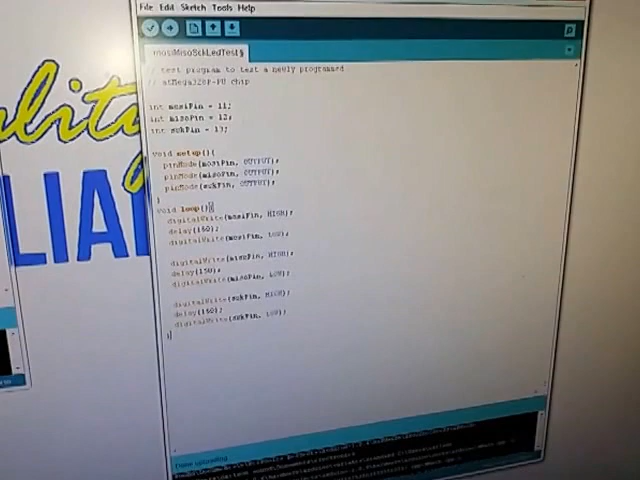 File Edit Sketch Tools Help
mosiMisoSckLedTest §
// test program to test a newly programmed
// atMega328P-PU chip
int mosiPin = 11;
int misoPin = 12;
int sckPin = 13;
void setup(){
pinMode(mosiPin, OUTPUT);
pinMode(misoPin, OUTPUT);
pinMode(sckPin, OUTPUT);
}
void loop(){
digitalWrite(mosiPin, HIGH);
delay(150);
digitalWrite(mosiPin, LOW);
digitalWrite(misoPin, HIGH);
delay(150);
digitalWrite(misoPin, LOW);
digitalWrite(sckPin, HIGH);
delay(150);
digitalWrite(sckPin, LOW);
}
Done uploading.